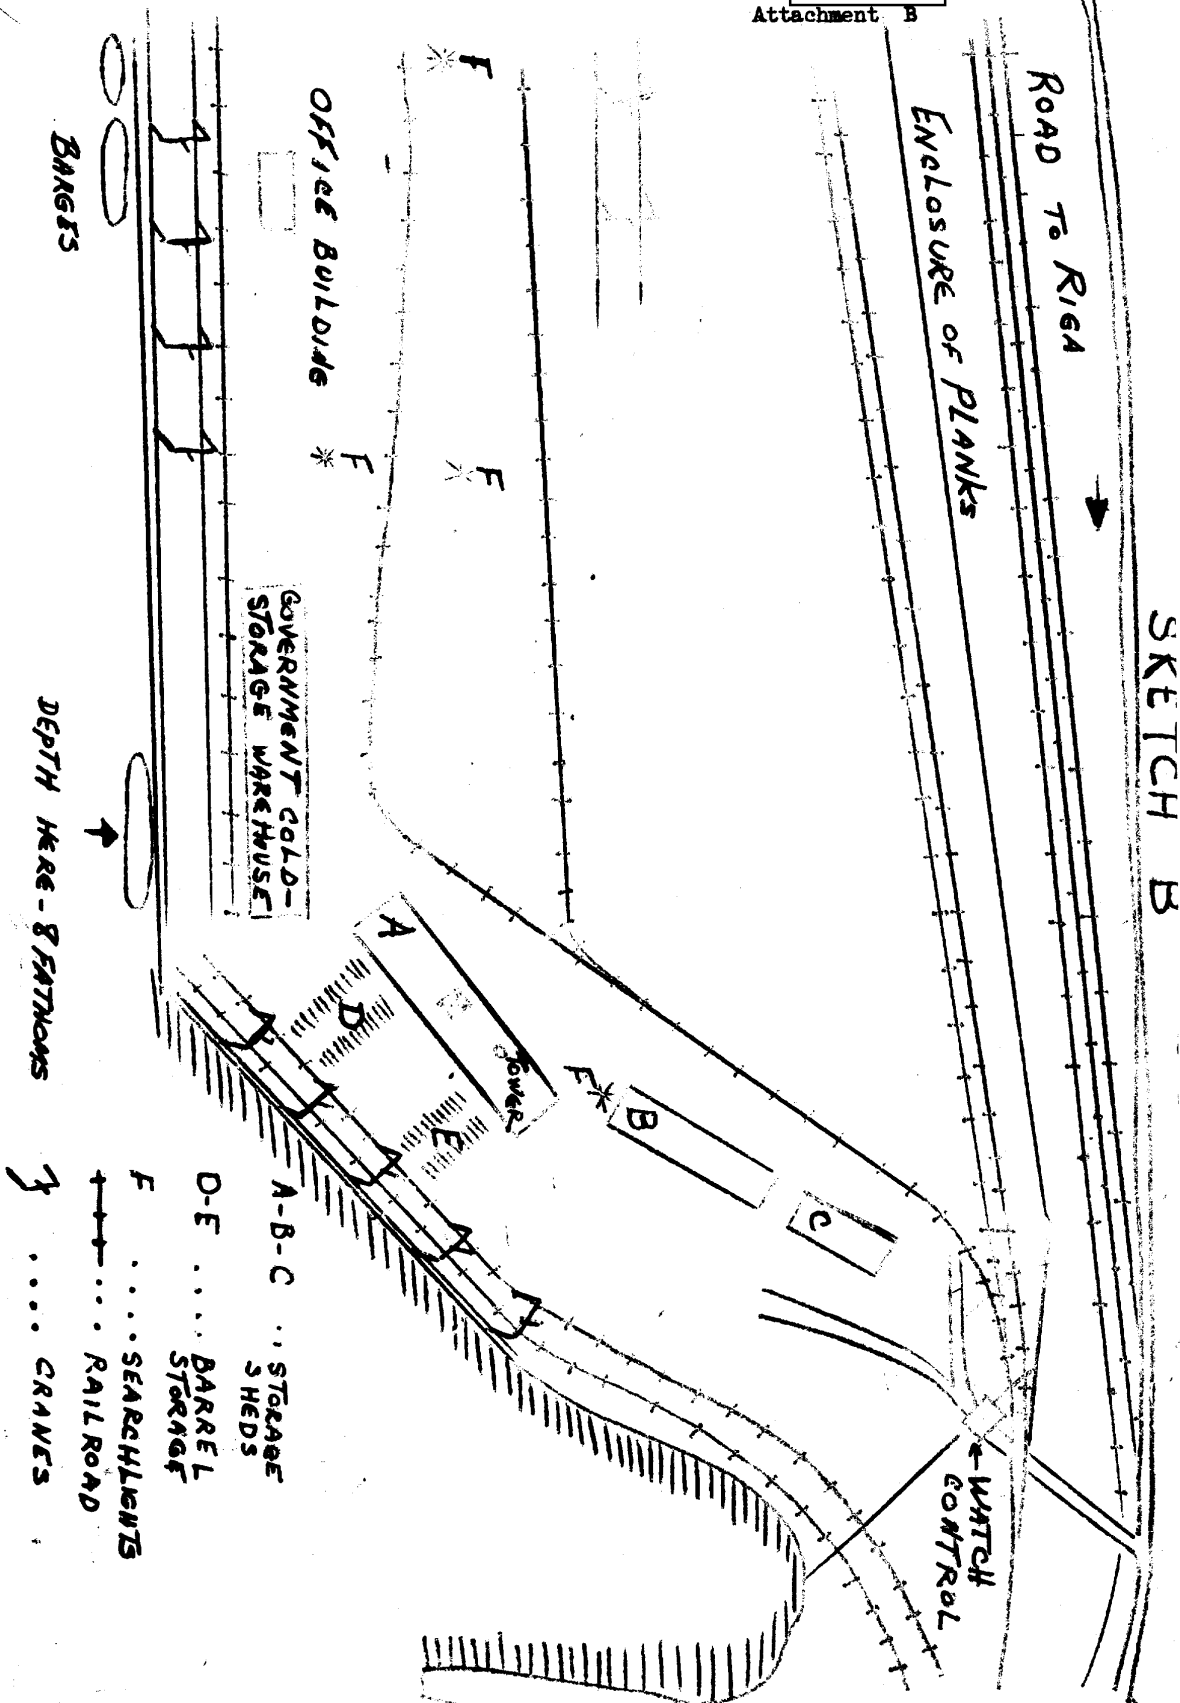 Attachment B
SKETCH B
ROAD TO RIGA
ENCLOSURE OF PLANKS
F
OFFICE BUILDING
F
F
BARGES
GOVERNMENT COLD-
STORAGE WAREHOUSE
DEPTH HERE - 8 FATHOMS
A
TOWER
D
E
F
B
C
← WATCH
CONTROL
A-B-C .. STORAGE
SHEDS
D-E .... BARREL
STORAGE
F .... SEARCHLIGHTS
... RAILROAD
.... CRANES